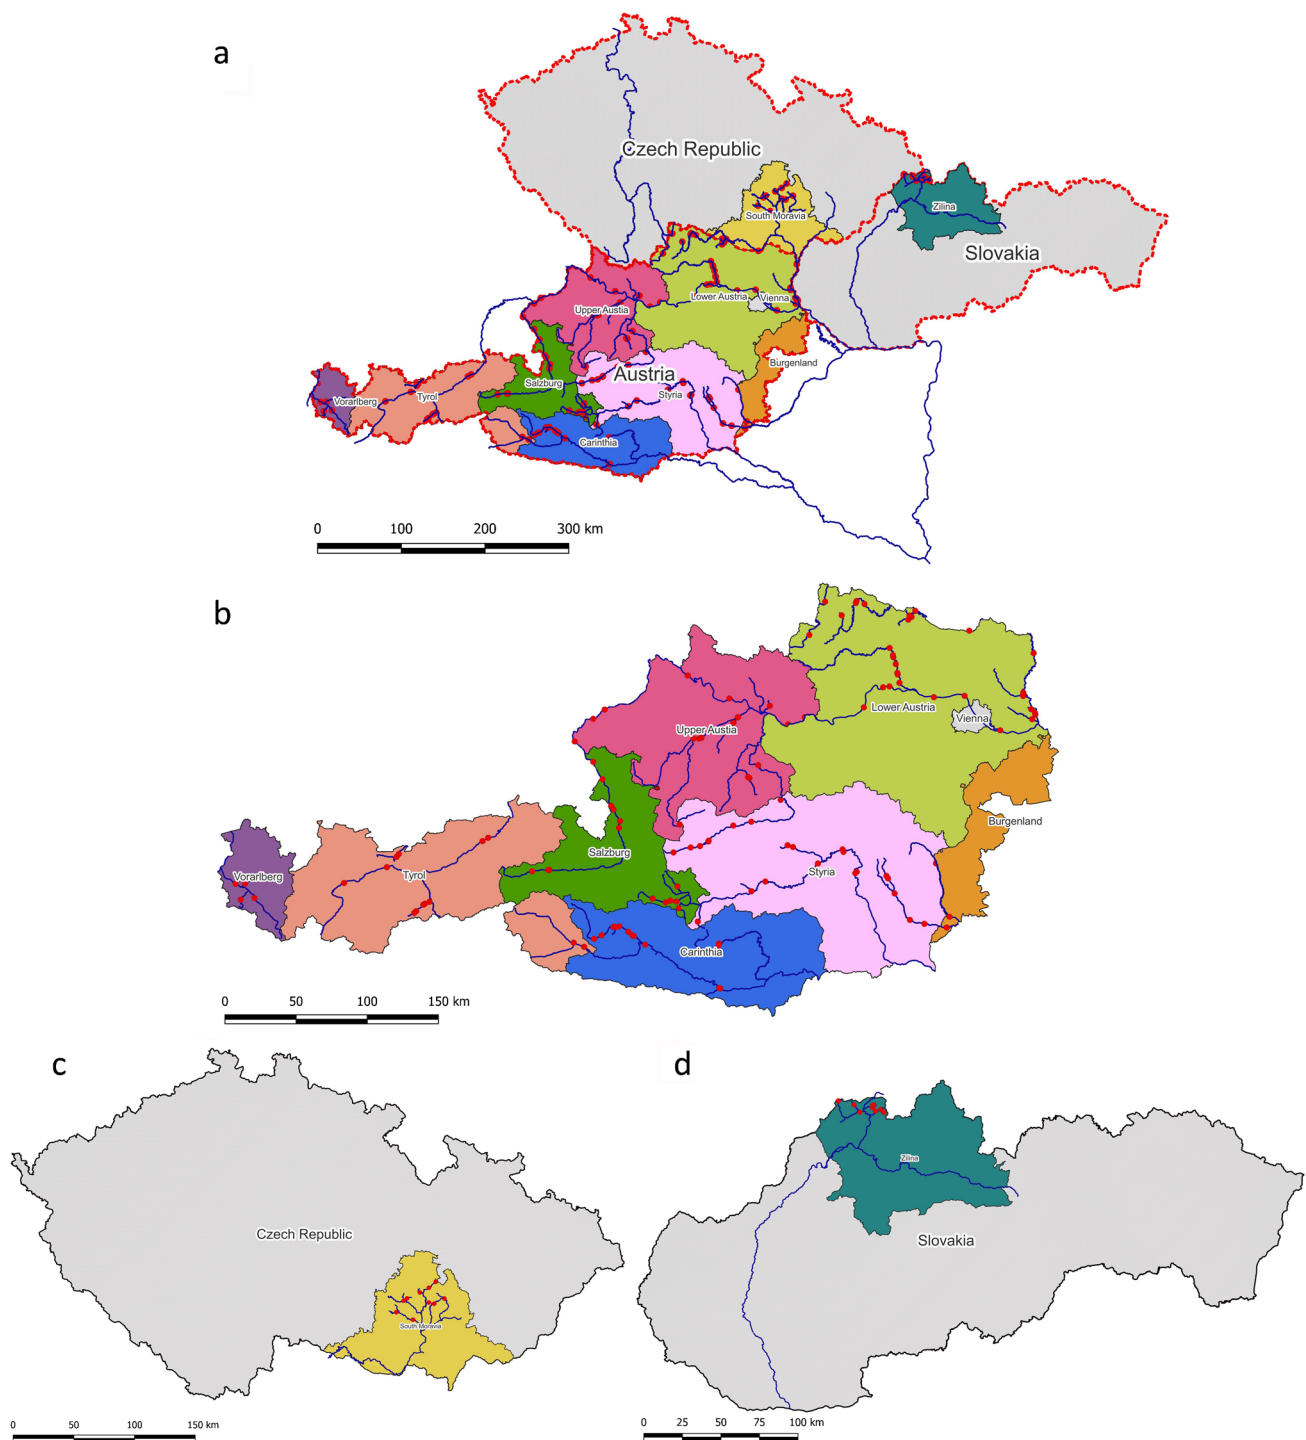 a
Czech Republic
South Moravia
Zilina
Slovakia
Lower Austria
Vienna
Upper Austia
Burgenland
Austria
Salzburg
Styria
Tyrol
Vorarlberg
Carinthia
0 100 200 300 km
b
Lower Austria
Vienna
Upper Austia
Burgenland
Salzburg
Styria
Vorarlberg
Tyrol
Carinthia
0 50 100 150 km
c
Czech Republic
South Moravia
0 50 100 150 km
d
Zilina
Slovakia
0 25 50 75 100 km